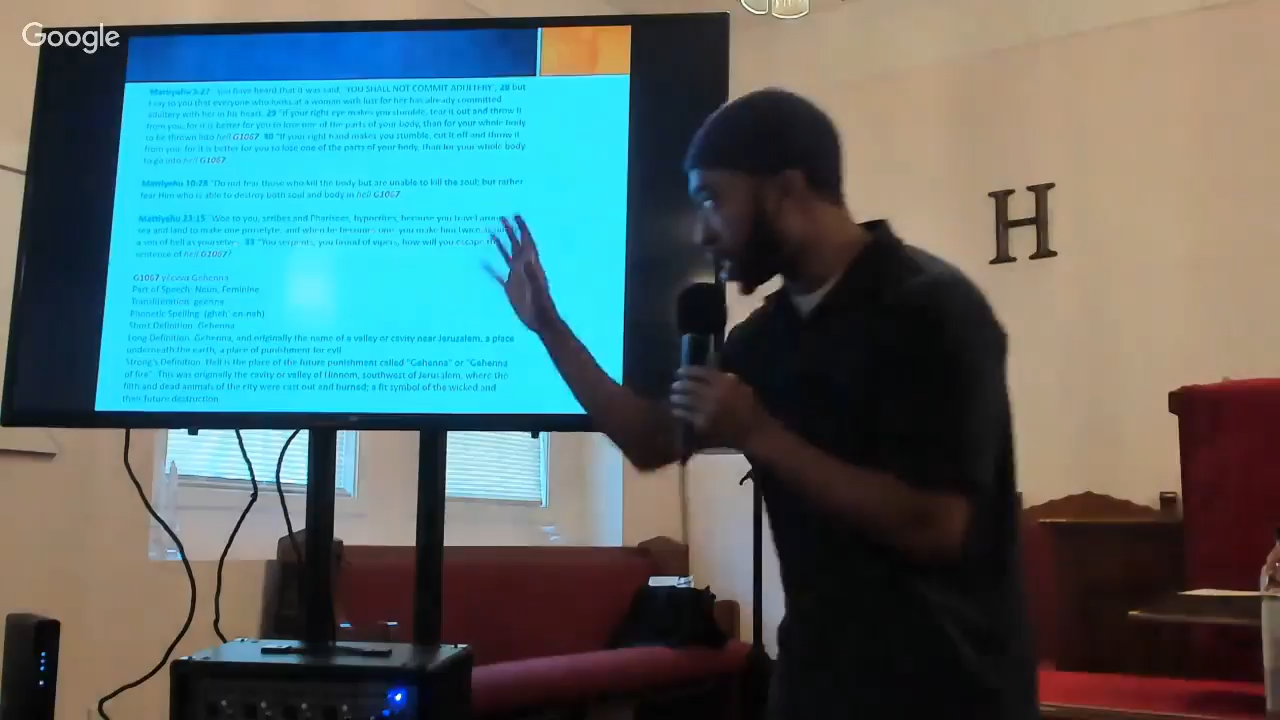 Google
Mattiyahu 5:27 "you have heard that it was said, 'YOU SHALL NOT COMMIT ADULTERY', 28 but
I say to you that everyone who looks at a woman with lust for her has already committed
adultery with her in his heart. 29 "If your right eye makes you stumble, tear it out and throw it
from you; for it is better for you to lose one of the parts of your body, than for your whole body
to be thrown into hell G1067. 30 "If your right hand makes you stumble, cut it off and throw it
from you; for it is better for you to lose one of the parts of your body, than for your whole body
to go into hell G1067.
Mattiyahu 10:28 "Do not fear those who kill the body but are unable to kill the soul; but rather
fear Him who is able to destroy both soul and body in hell G1067.
Mattiyahu 23:15 "Woe to you, scribes and Pharisees, hypocrites, because you travel around
sea and land to make one proselyte; and when he becomes one, you make him twice as
a son of hell as yourselves. 33 "You serpents, you brood of vipers, how will you escape the
sentence of hell G1067?
G1067 γέεννα Gehenna
Part of Speech: Noun, Feminine
Transliteration: geenna
Phonetic Spelling: (gheh'-en-nah)
Short Definition: Gehenna
Long Definition: Gehenna, and originally the name of a valley or cavity near Jerusalem, a place
underneath the earth, a place of punishment for evil.
Strong's Definition: Hell is the place of the future punishment called "Gehenna" or "Gehenna
of fire". This was originally the cavity or valley of Hinnom, southwest of Jerusalem, where the
filth and dead animals of the city were cast out and burned; a fit symbol of the wicked and
their future destruction
H